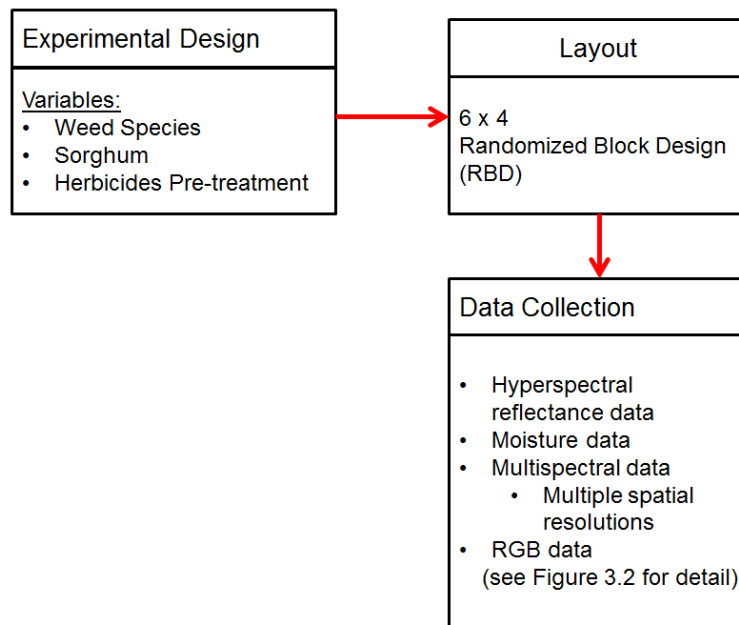 Experimental Design
Variables:
• Weed Species
• Sorghum
• Herbicides Pre-treatment
Layout
6 x 4
Randomized Block Design
(RBD)
Data Collection
• Hyperspectral
reflectance data
• Moisture data
• Multispectral data
• Multiple spatial
resolutions
• RGB data
(see Figure 3.2 for detail)